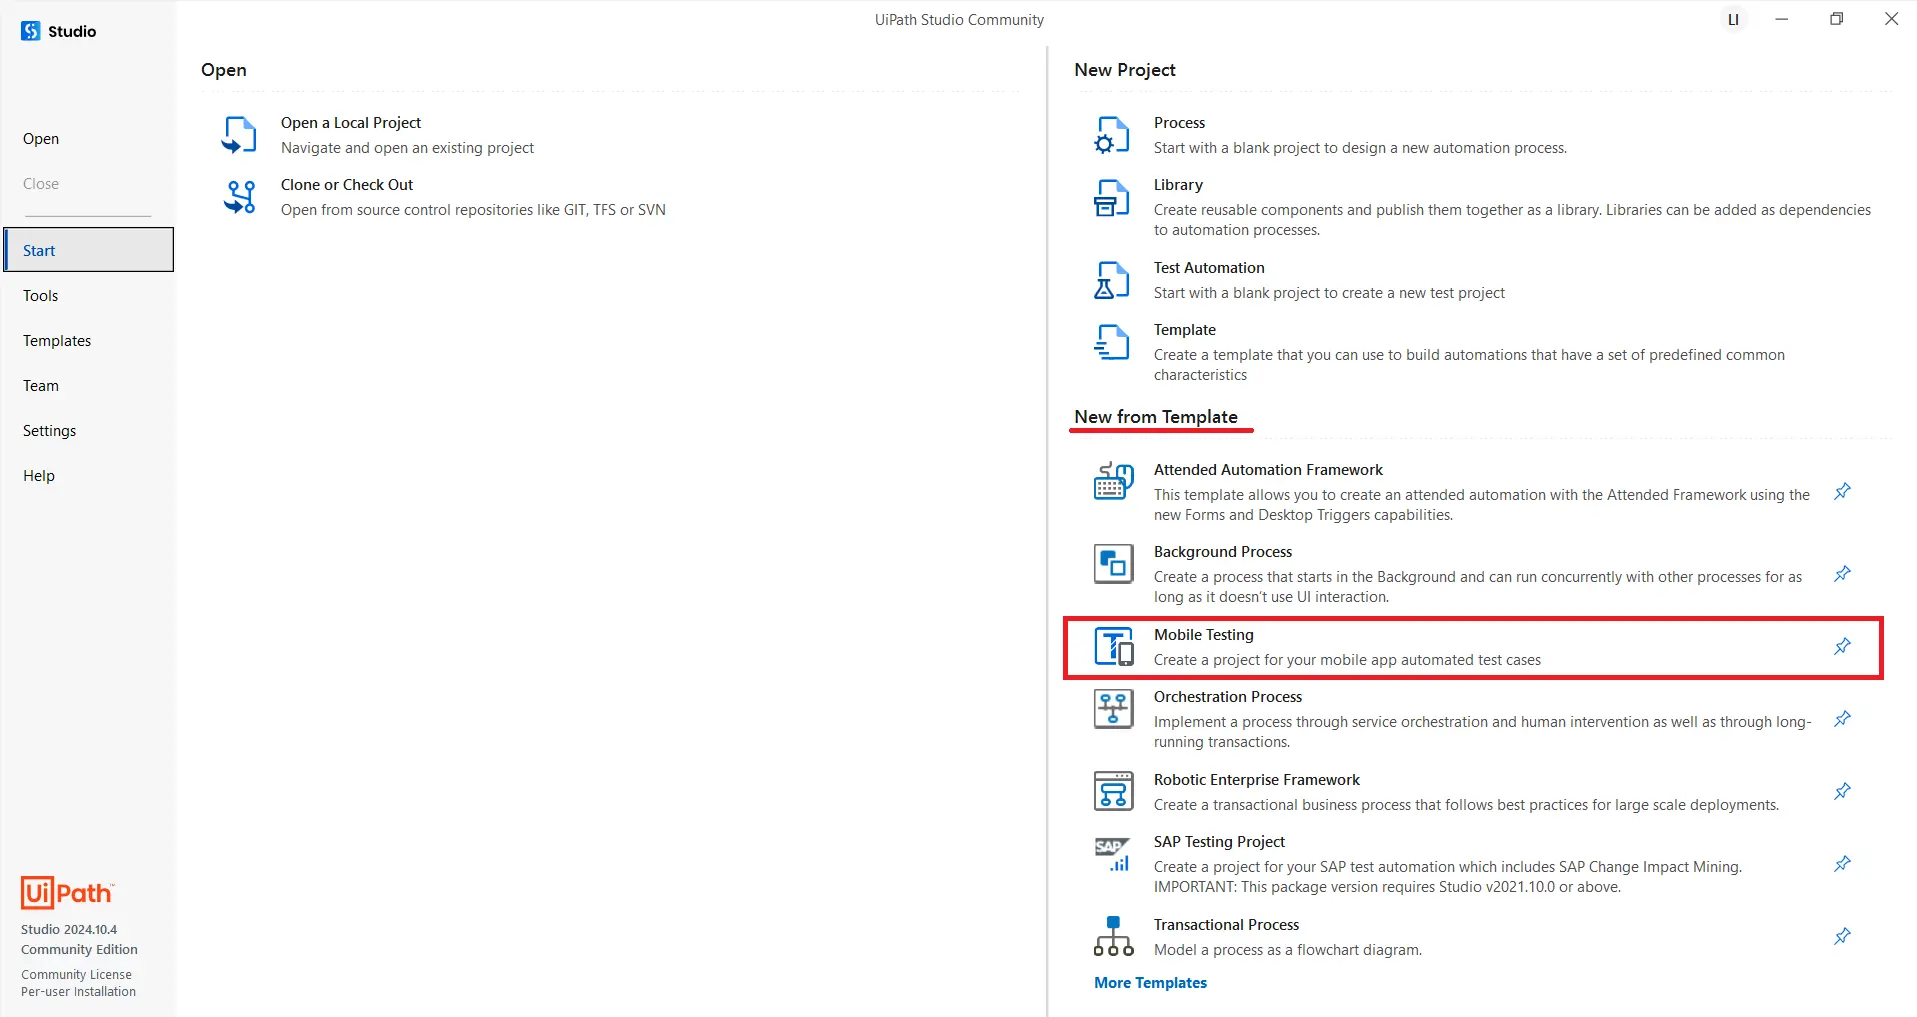 Studio
UiPath Studio Community
LI
Open
Close
Start
Tools
Templates
Team
Settings
Help
UiPath™
Studio 2024.10.4
Community Edition
Community License
Per-user Installation
Open
Open a Local Project
Navigate and open an existing project
Clone or Check Out
Open from source control repositories like GIT, TFS or SVN
New Project
Process
Start with a blank project to design a new automation process.
Library
Create reusable components and publish them together as a library. Libraries can be added as dependencies
to automation processes.
Test Automation
Start with a blank project to create a new test project
Template
Create a template that you can use to build automations that have a set of predefined common
characteristics
New from Template
Attended Automation Framework
This template allows you to create an attended automation with the Attended Framework using the
new Forms and Desktop Triggers capabilities.
Background Process
Create a process that starts in the Background and can run concurrently with other processes for as
long as it doesn’t use UI interaction.
Mobile Testing
Create a project for your mobile app automated test cases
Orchestration Process
Implement a process through service orchestration and human intervention as well as through long-
running transactions.
Robotic Enterprise Framework
Create a transactional business process that follows best practices for large scale deployments.
SAP
SAP Testing Project
Create a project for your SAP test automation which includes SAP Change Impact Mining.
IMPORTANT: This package version requires Studio v2021.10.0 or above.
Transactional Process
Model a process as a flowchart diagram.
More Templates